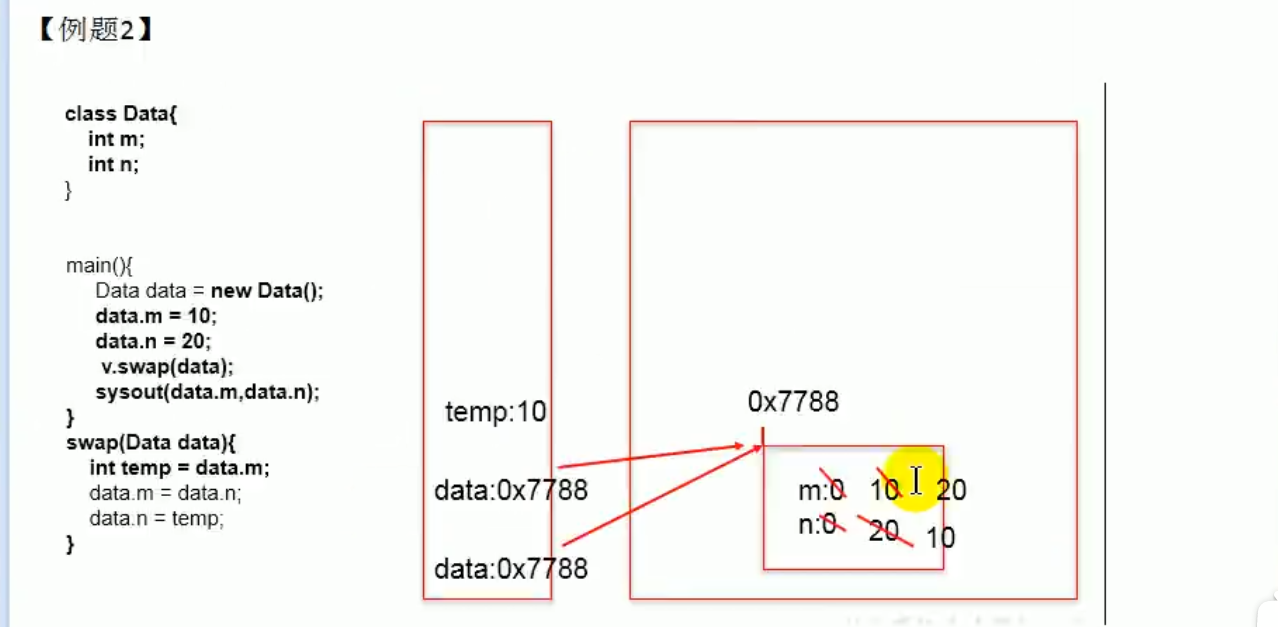 【例题2】
class Data{
int m;
int n;
}
main(){
Data data = new Data();
data.m = 10;
data.n = 20;
v.swap(data);
sysout(data.m,data.n);
}
swap(Data data){
int temp = data.m;
data.m = data.n;
data.n = temp;
}
temp:10
data:0x7788
data:0x7788
0x7788
m:0 10 20
n:0 20 10